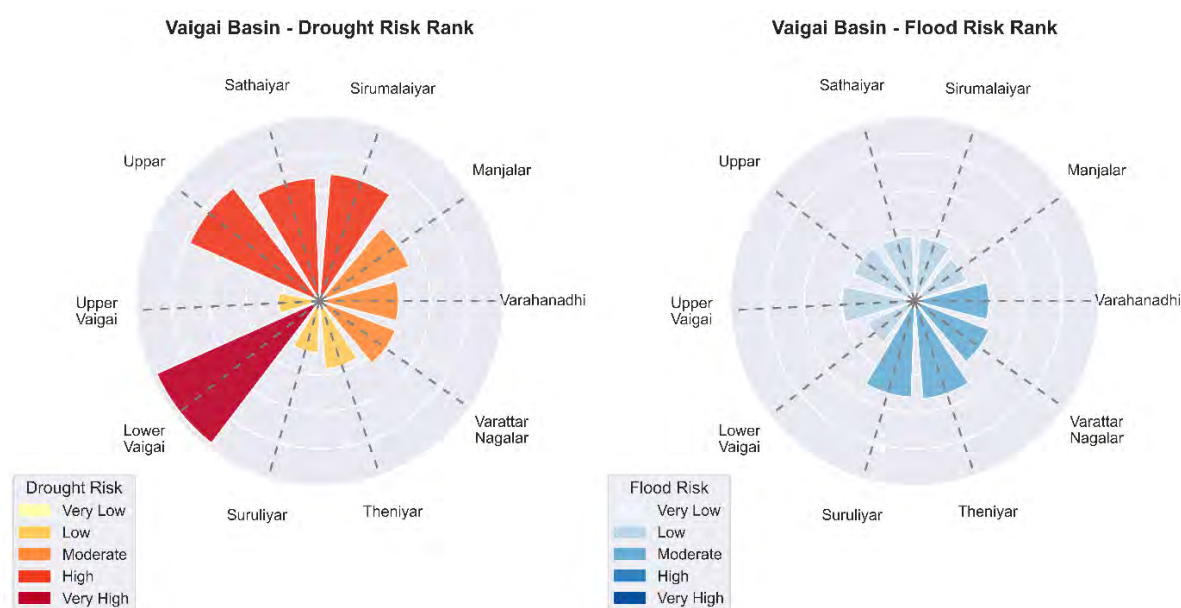 Vaigai Basin - Drought Risk Rank
Sathaiyar
Sirumalaiyar
Uppar
Manjalar
Upper
Vaigai
Varahanadhi
Lower
Vaigai
Varattar
Nagalar
Suruliyar
Theniyar
Drought Risk
Very Low
Low
Moderate
High
Very High
Vaigai Basin - Flood Risk Rank
Sathaiyar
Sirumalaiyar
Uppar
Manjalar
Upper
Vaigai
Varahanadhi
Lower
Vaigai
Varattar
Nagalar
Suruliyar
Theniyar
Flood Risk
Very Low
Low
Moderate
High
Very High